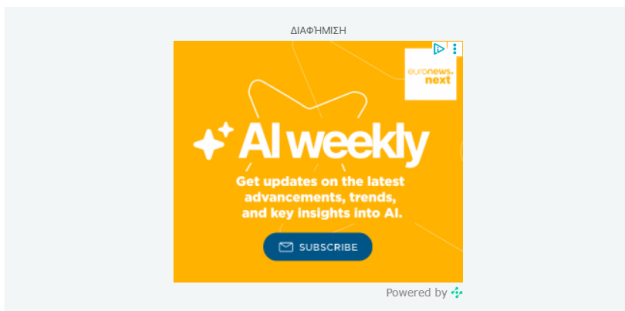 ΔΙΑΦΉΜΙΣΗ
euronews.
next
AI weekly
Get updates on the latest
advancements, trends,
and key insights into AI.
SUBSCRIBE
Powered by